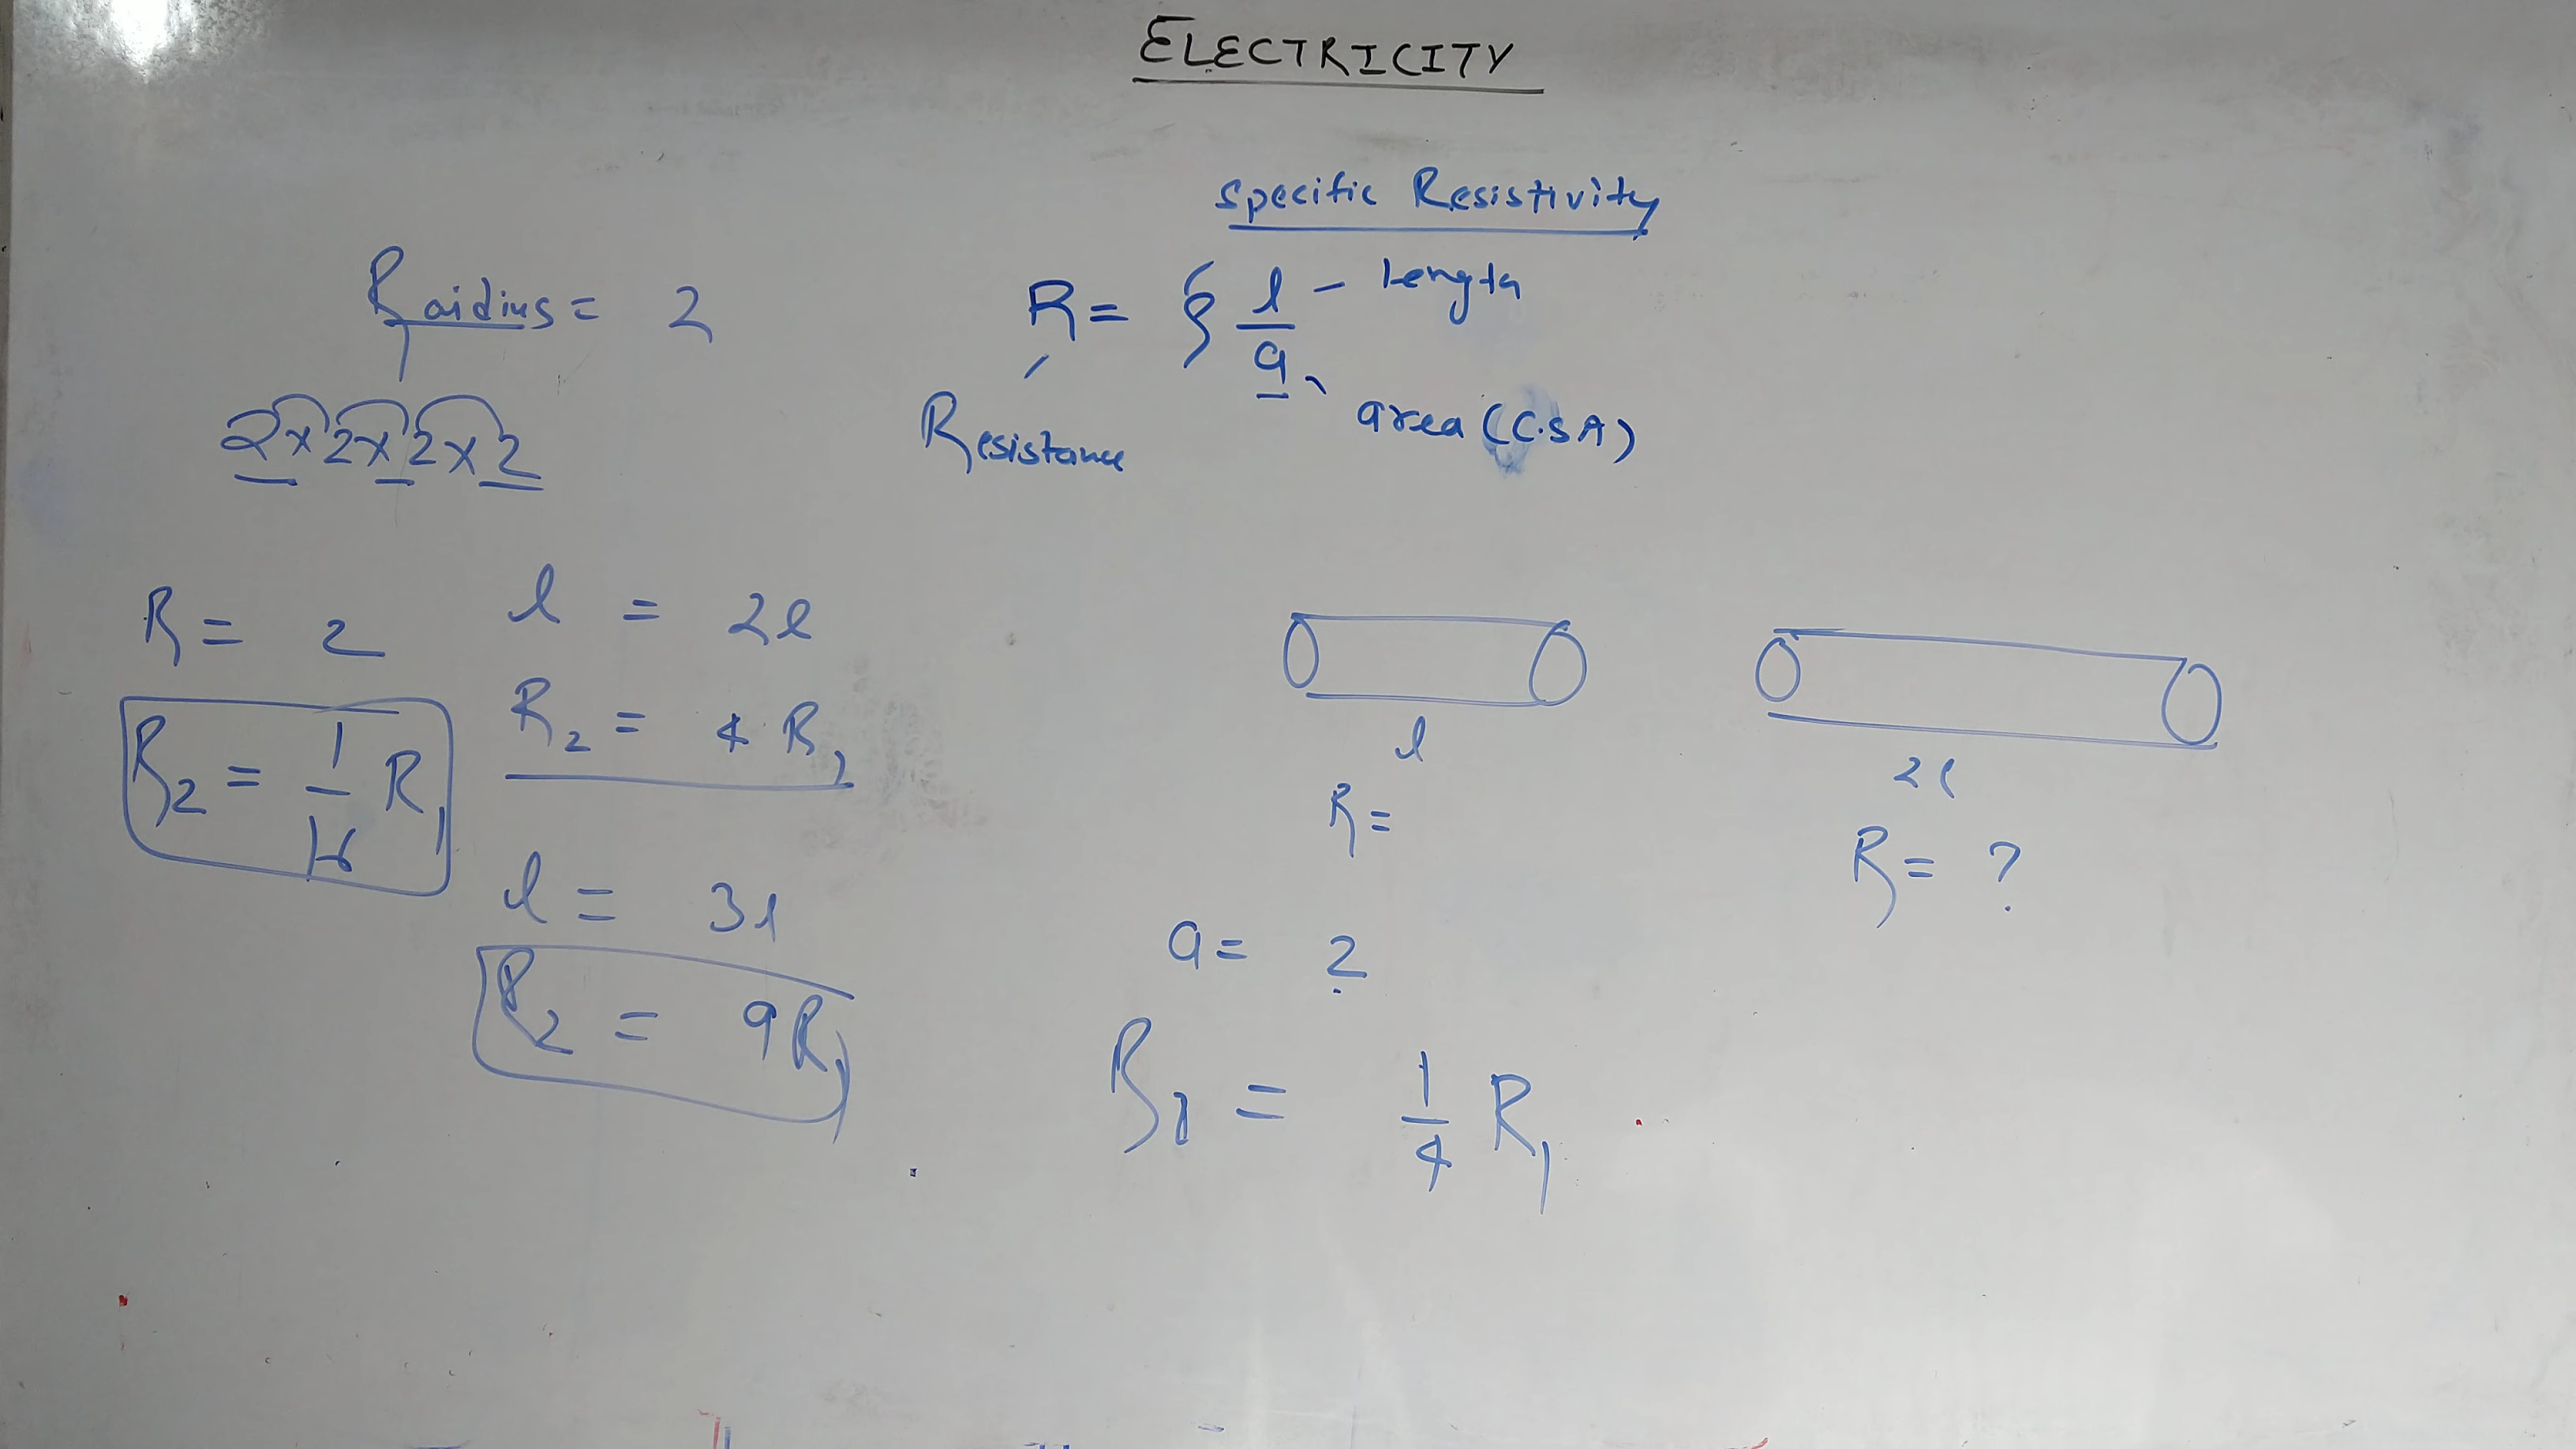 ELECTRICITY
Specific Resistivity
Raidius = 2
2x2x2x2
R = ξ l/a
Length
area (C.S.A)
Resistance
R = 2
R2 = 1/16 R1
l = 2l
R2 = 4 R1
l = 3l
R2 = 9R1
l
R =
2l
R = ?
a = 2
= 1/4 R1